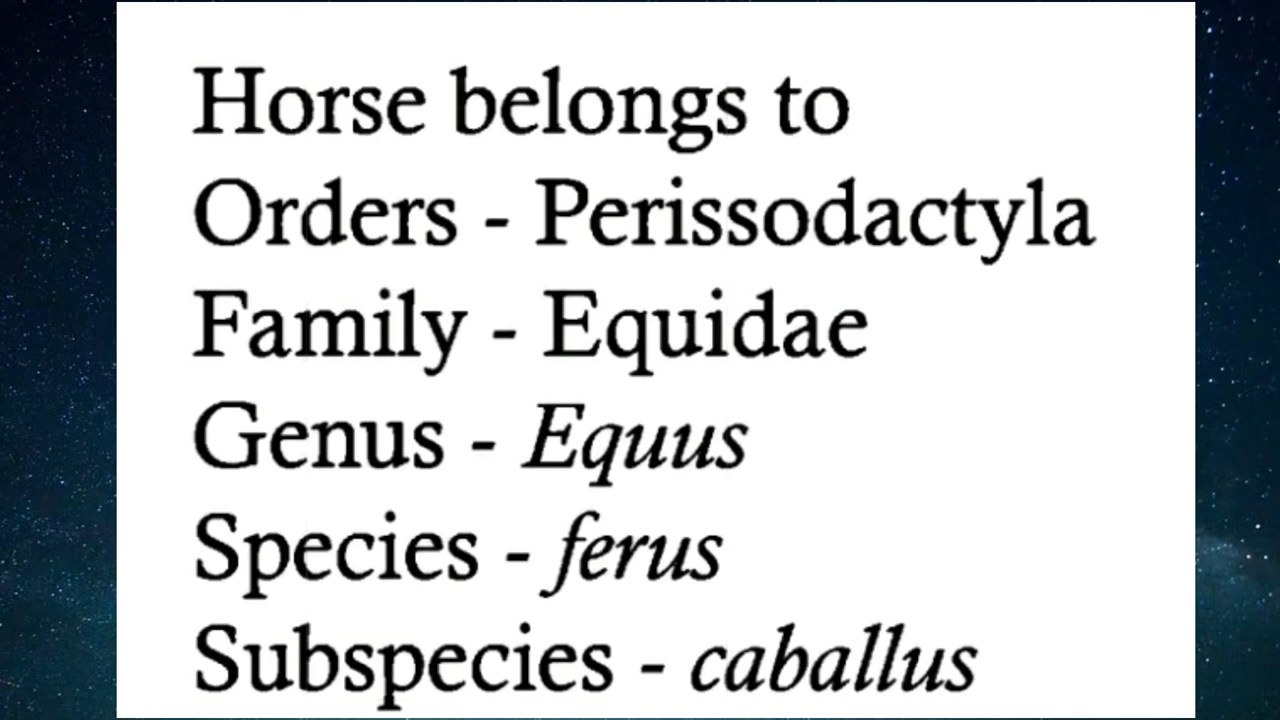 Horse belongs to
Orders - Perissodactyla
Family - Equidae
Genus - Equus
Species - ferus
Subspecies - caballus